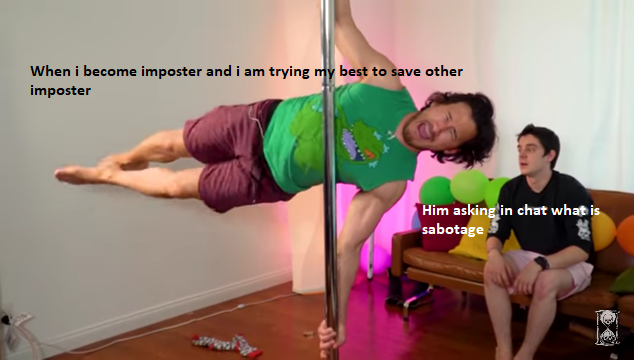 When i become imposter and i am trying my best to save other
imposter
Him asking in chat what is
sabotage